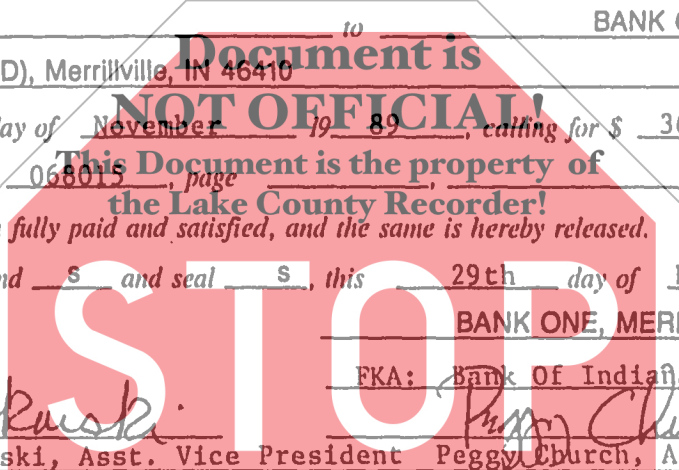 to BANK
Document is
D), Merrillville, IN 46410
NOT OFFICIAL!
day of November 19 89, calling for $ 3
This Document is the property of
068015, page
the Lake County Recorder!
fully paid and satisfied, and the same is hereby released.
nd s and seal s, this 29th day of
BANK ONE, MER
FKA: Bank Of Indiana
STOP
ski, Asst. Vice President Peggy Church, A